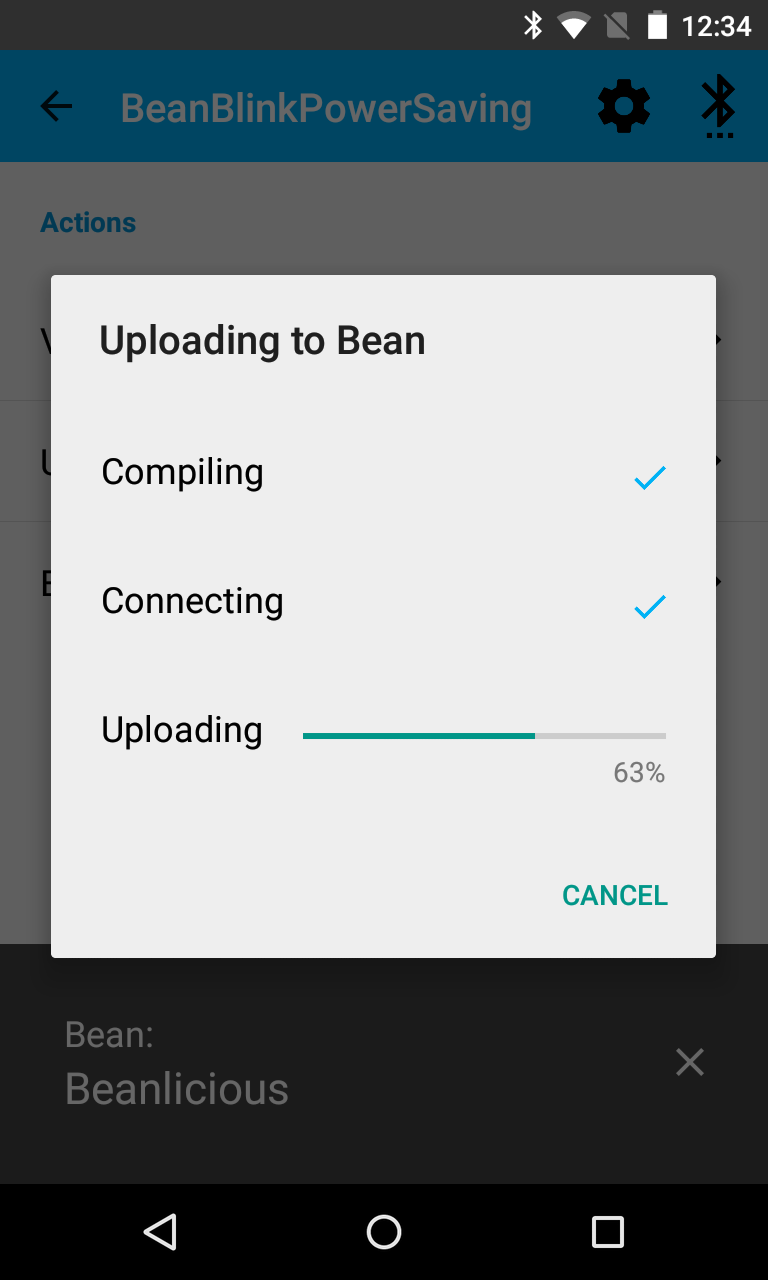 12:34
BeanBlinkPowerSaving
Actions
Uploading to Bean
Compiling
Connecting
Uploading
63%
CANCEL
Bean:
Beanlicious